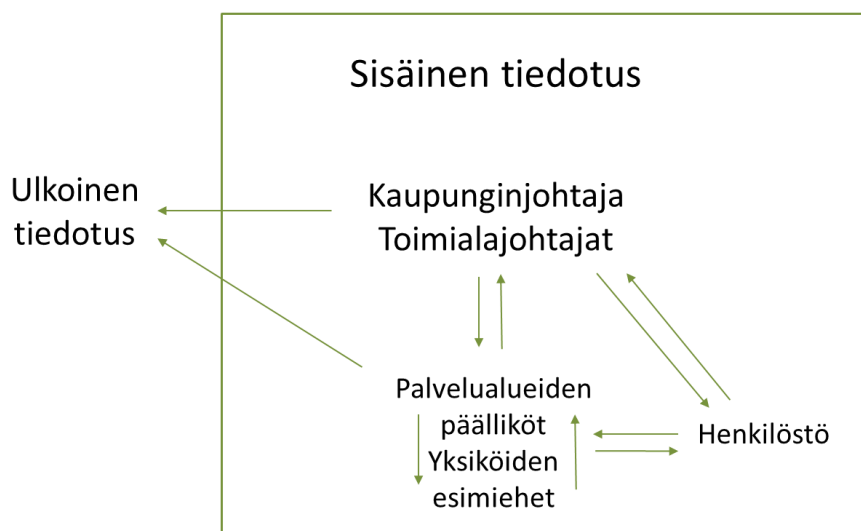 Sisäinen tiedotus
Ulkoinen
tiedotus
Kaupunginjohtaja
Toimialajohtajat
Palvelualueiden
päälliköt
Yksiköiden
esimiehet
Henkilöstö